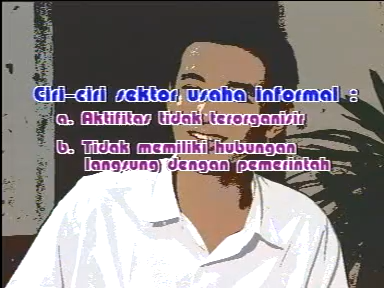 Ciri-ciri sektor usaha informal :
a. Aktifitas tidak terorganisir
b. Tidak memiliki hubungan
langsung dengan pemerintah